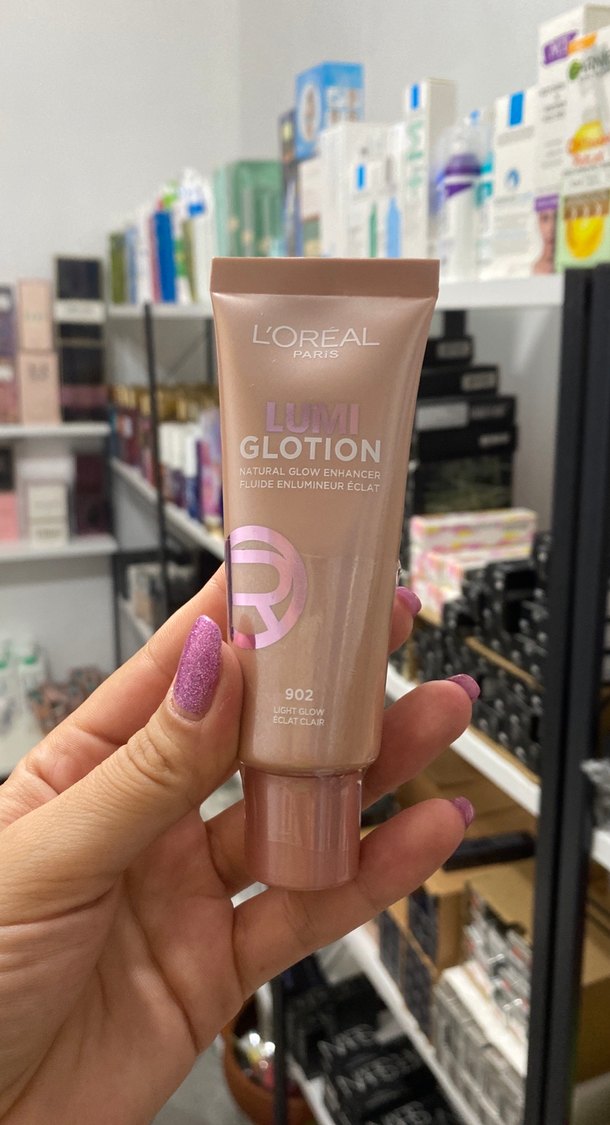 L'ORÉAL
PARIS
LUMI
GLOTION
NATURAL GLOW ENHANCER
FLUIDE ENLUMINEUR ÉCLAT
902
LIGHT GLOW
ÉCLAT CLAIR